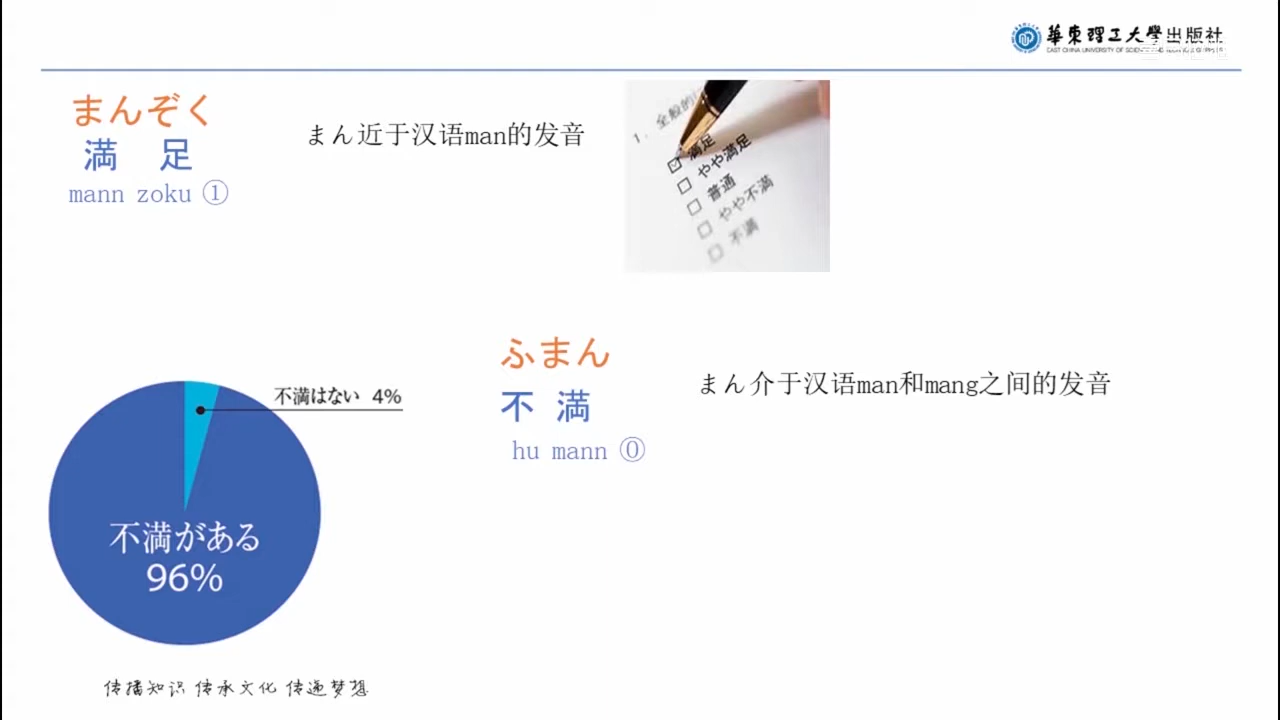 華東理工大學出版社
まんぞく
満 足
mann zoku ①
まん近于汉语man的发音
1. 全般的
満足
やや満足
普通
やや不満
不満
ふまん
不 満
hu mann ⓪
まん介于汉语man和mang之间的发音
不満はない 4%
不満がある
96%
传播知识 传承文化 传递梦想